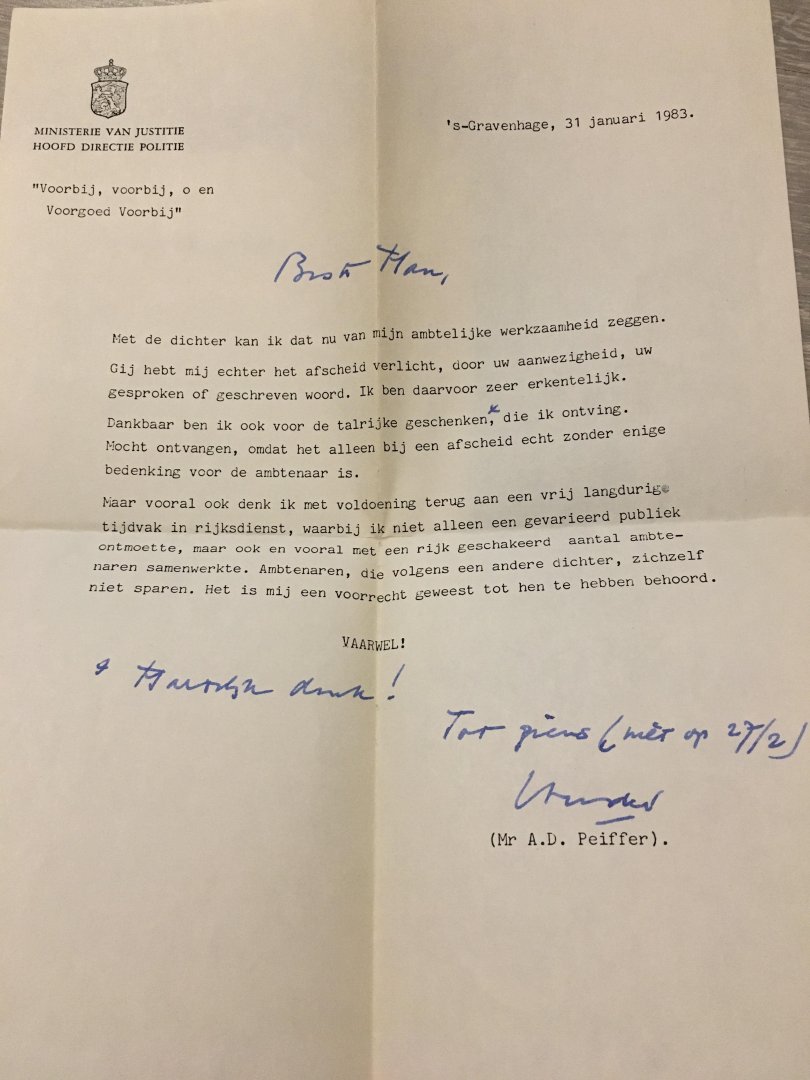 MINISTERIE VAN JUSTITIE
HOOFD DIRECTIE POLITIE
's-Gravenhage, 31 januari 1983.
"Voorbij, voorbij, o en
Voorgoed Voorbij"
Beste Han,
Met de dichter kan ik dat nu van mijn ambtelijke werkzaamheid zeggen.
Gij hebt mij echter het afscheid verlicht, door uw aanwezigheid, uw
gesproken of geschreven woord. Ik ben daarvoor zeer erkentelijk.
Dankbaar ben ik ook voor de talrijke geschenken,* die ik ontving.
Mocht ontvangen, omdat het alleen bij een afscheid echt zonder enige
bedenking voor de ambtenaar is.
Maar vooral ook denk ik met voldoening terug aan een vrij langdurige
tijdvak in rijksdienst, waarbij ik niet alleen een gevarieerd publiek
ontmoette, maar ook en vooral met een rijk geschakeerd aantal ambte-
naren samenwerkte. Ambtenaren, die volgens een andere dichter, zichzelf
niet sparen. Het is mij een voorrecht geweest tot hen te hebben behoord.
VAARWEL!
* Hartelijk dank!
Tot ziens (niet op 27/2)
(Mr A.D. Peiffer).